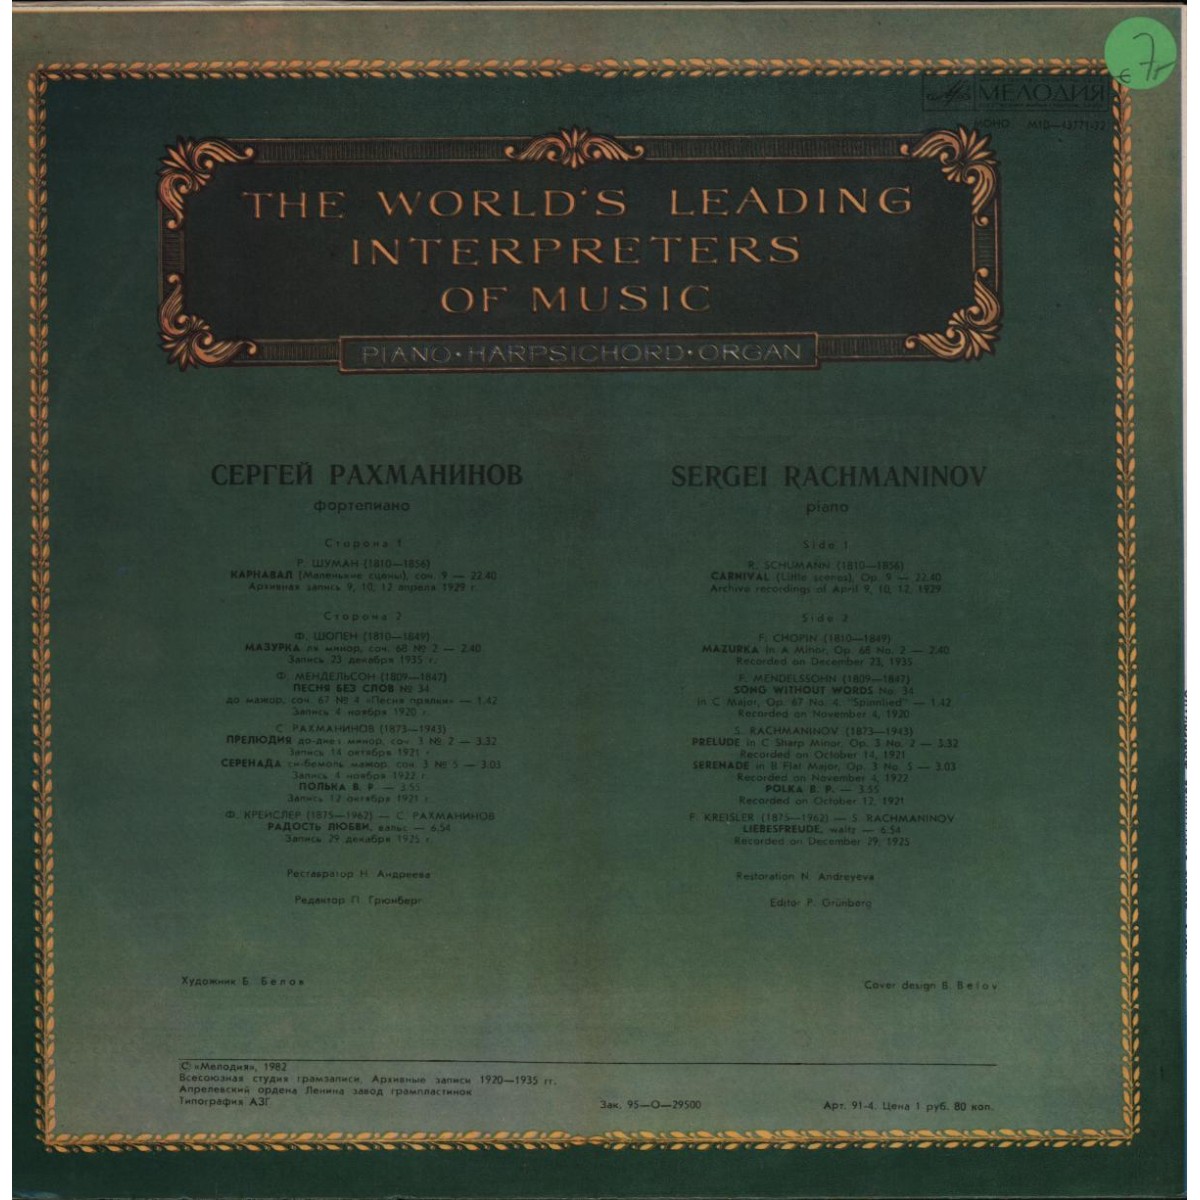 € 7,-
МЕЛОДИЯ
МОНО М10—43771-72
THE WORLD'S LEADING
INTERPRETERS
OF MUSIC
PIANO·HARPSICHORD·ORGAN
СЕРГЕЙ РАХМАНИНОВ
фортепиано
Сторона 1
Р. ШУМАН (1810—1856)
КАРНАВАЛ (Маленькие сцены), соч. 9 — 22.40
Архивная запись 9, 10, 12 апреля 1929 г.
Сторона 2
Ф. ШОПЕН (1810—1849)
МАЗУРКА ля минор, соч. 68 № 2 — 2.40
Запись 23 декабря 1935 г.
Ф. МЕНДЕЛЬСОН (1809—1847)
ПЕСНЯ БЕЗ СЛОВ № 34
до мажор, соч. 67 № 4 «Песня прялки» — 1.42
Запись 4 ноября 1920 г.
С. РАХМАНИНОВ (1873—1943)
ПРЕЛЮДИЯ до-диез минор, соч. 3 № 2 — 3.32
Запись 14 октября 1921 г.
СЕРЕНАДА си-бемоль мажор, соч. 3 № 5 — 3.03
Запись 4 ноября 1922 г.
ПОЛЬКА В. Р. — 3.55
Запись 12 октября 1921 г.
Ф. КРЕЙСЛЕР (1875—1962) — С. РАХМАНИНОВ
РАДОСТЬ ЛЮБВИ, вальс — 6.54
Запись 29 декабря 1925 г.
Реставратор Н. Андреева
Редактор П. Грюнберг
SERGEI RACHMANINOV
piano
Side 1
R. SCHUMANN (1810—1856)
CARNIVAL (Little scenes), Op. 9 — 22.40
Archive recordings of April 9, 10, 12, 1929
Side 2
F. CHOPIN (1810—1849)
MAZURKA in A Minor, Op. 68 No. 2 — 2.40
Recorded on December 23, 1935
F. MENDELSSOHN (1809—1847)
SONG WITHOUT WORDS No. 34
in C Major, Op. 67 No. 4. "Spinnlied" — 1.42
Recorded on November 4, 1920
S. RACHMANINOV (1873—1943)
PRELUDE in C Sharp Minor, Op. 3 No. 2 — 3.32
Recorded on October 14, 1921
SERENADE in B Flat Major, Op. 3 No. 5 — 3.03
Recorded on November 4, 1922
POLKA B. P. — 3.55
Recorded on October 12, 1921
F. KREISLER (1875—1962) — S. RACHMANINOV
LIEBESFREUDE, waltz — 6.54
Recorded on December 29, 1925
Restoration N. Andreyeva
Editor P. Grünberg
Художник Б. Белов
Cover design B. Belov
© «Мелодия», 1982
Всесоюзная студия грамзаписи. Архивные записи 1920—1935 гг.
Апрелевский ордена Ленина завод грампластинок
Типография АЗГ
Зак. 95—О—29500
Арт. 91-4. Цена 1 руб. 80 коп.